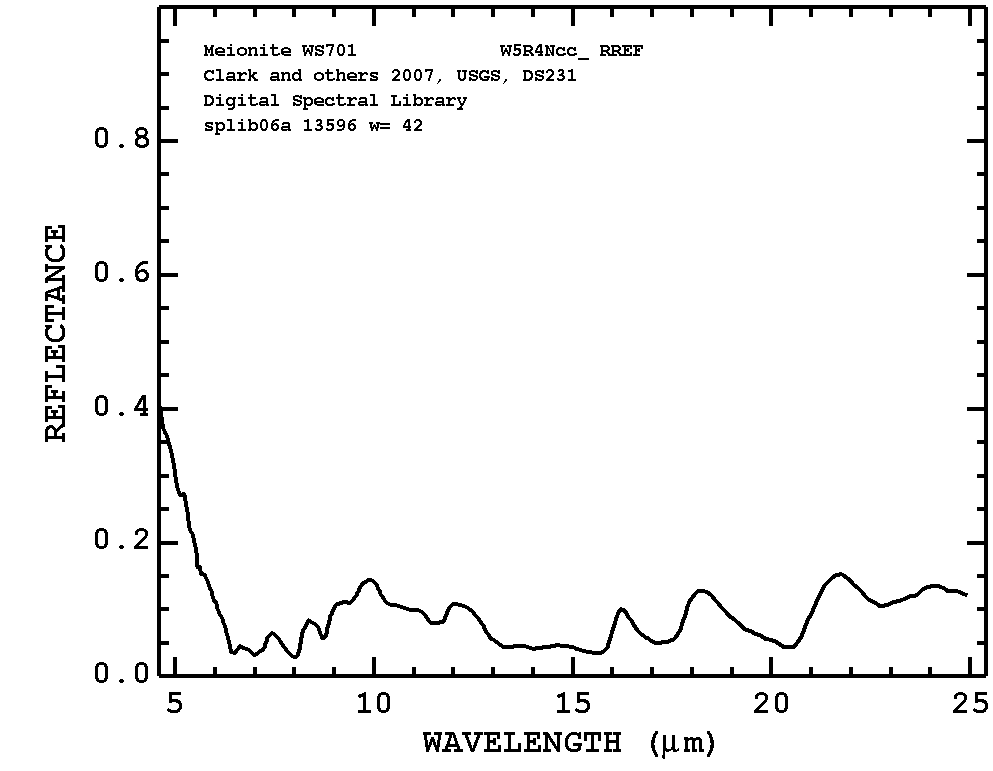 Meionite WS701 W5R4Ncc_ RREF
Clark and others 2007, USGS, DS231
Digital Spectral Library
splib06a 13596 w= 42
0.8
0.6
0.4
0.2
0.0
REFLECTANCE
5 10 15 20 25
WAVELENGTH (μm)